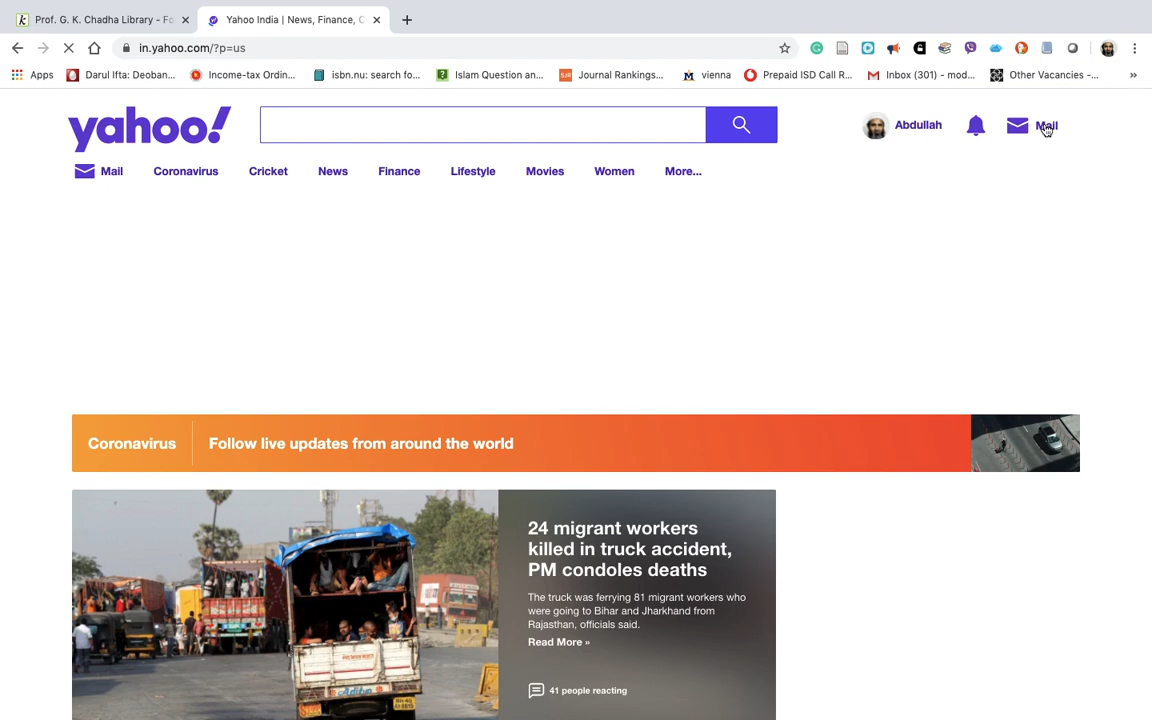 Prof. G. K. Chadha Library - Fo
Yahoo India | News, Finance, C
in.yahoo.com/?p=us
Apps
Darul Ifta: Deoban...
Income-tax Ordin...
isbn.nu: search fo...
Islam Question an...
SJR
Journal Rankings...
vienna
Prepaid ISD Call R...
Inbox (301) - mod...
Other Vacancies -...
»
yahoo!
Abdullah
Mail
Mail
Coronavirus
Cricket
News
Finance
Lifestyle
Movies
Women
More...
Coronavirus
Follow live updates from around the world
24 migrant workers
killed in truck accident,
PM condoles deaths
The truck was ferrying 81 migrant workers who
were going to Bihar and Jharkhand from
Rajasthan, officials said.
Read More »
41 people reacting